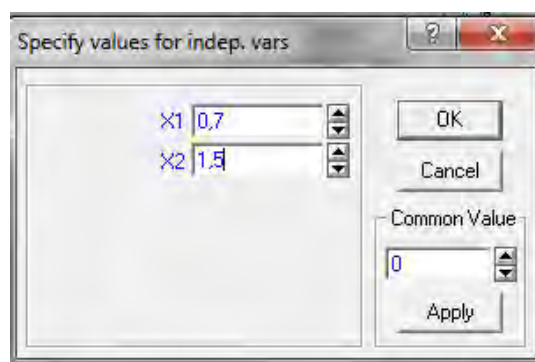 Specify values for indep. vars
X1 0,7
X2 1,5
OK
Cancel
Common Value
0
Apply